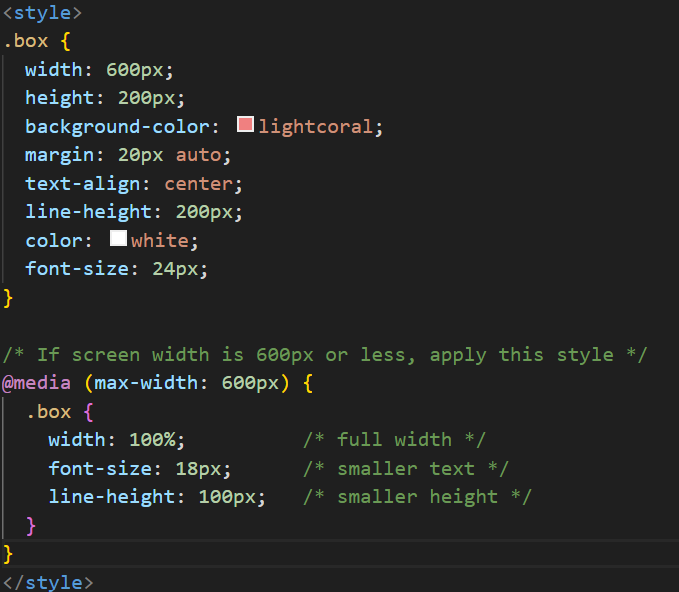 <style>
.box {
  width: 600px;
  height: 200px;
  background-color: lightcoral;
  margin: 20px auto;
  text-align: center;
  line-height: 200px;
  color: white;
  font-size: 24px;
}

/* If screen width is 600px or less, apply this style */
@media (max-width: 600px) {
  .box {
    width: 100%;          /* full width */
    font-size: 18px;      /* smaller text */
    line-height: 100px;   /* smaller height */
  }
}
</style>